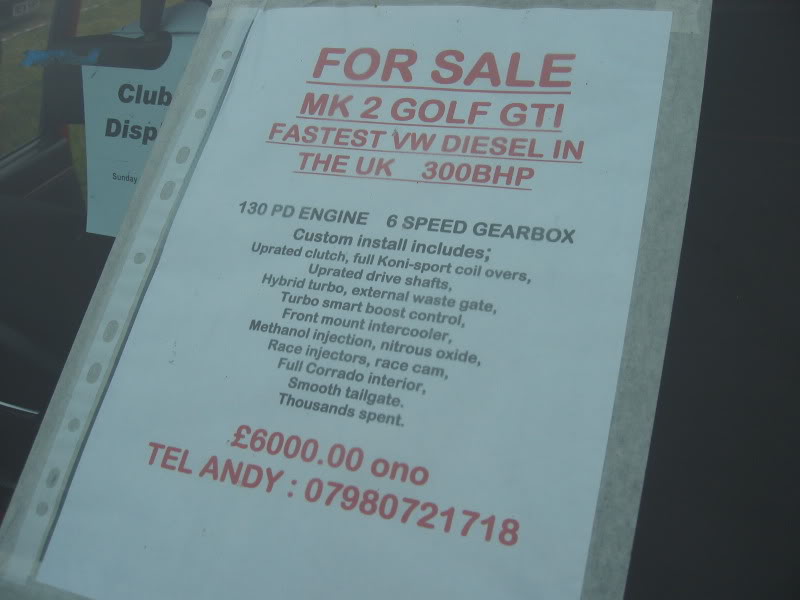 FOR SALE
MK 2 GOLF GTI
FASTEST VW DIESEL IN
THE UK 300BHP
130 PD ENGINE 6 SPEED GEARBOX
Custom install includes;
Uprated clutch, full Koni-sport coil overs,
Uprated drive shafts,
Hybrid turbo, external waste gate,
Turbo smart boost control,
Front mount intercooler,
Methanol injection, nitrous oxide,
Race injectors, race cam,
Full Corrado interior,
Smooth tailgate.
Thousands spent.
£6000.00 ono
TEL ANDY : 07980721718
Club
Disp
Sunday